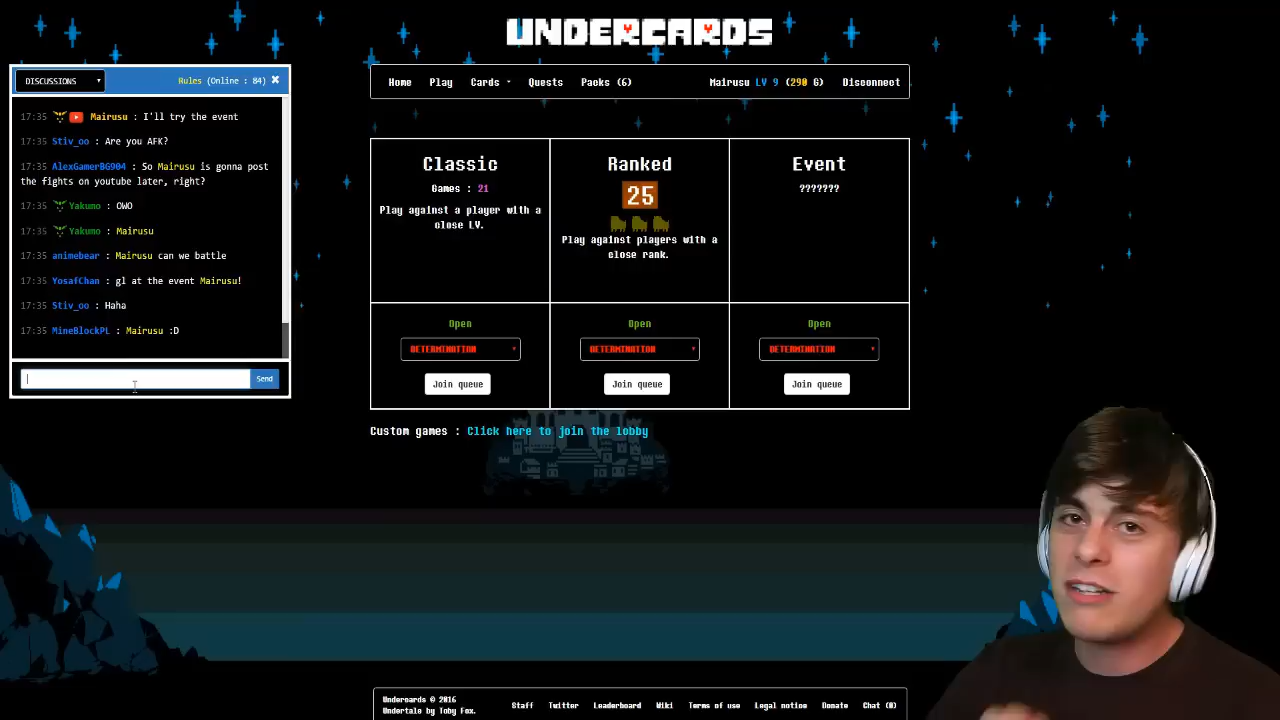 UNDERCARDS
DISCUSSIONS
Rules (Online : 84) ×
17:35 Mairusu : I'll try the event
17:35 Stiv_oo : Are you AFK?
17:35 AlexGamerBG904 : So Mairusu is gonna post
the fights on youtube later, right?
17:35 Yakumo : OWO
17:35 Yakumo : Mairusu
17:35 animebear : Mairusu can we battle
17:35 YosafChan : gl at the event Mairusu!
17:35 Stiv_oo : Haha
17:35 MineBlockPL : Mairusu :D
Send
Home Play Cards Quests Packs (6) Mairusu LV 9 (290 G) Disconnect
Classic
Games : 21
Play against a player with a
close LV.
Open
DETERMINATION
Join queue
Ranked
25
Play against players with a
close rank.
Open
DETERMINATION
Join queue
Event
???????
Open
DETERMINATION
Join queue
Custom games : Click here to join the lobby
Undercards © 2016
Undertale by Toby Fox.
Staff Twitter Leaderboard Wiki Terms of use Legal notice Donate Chat (0)